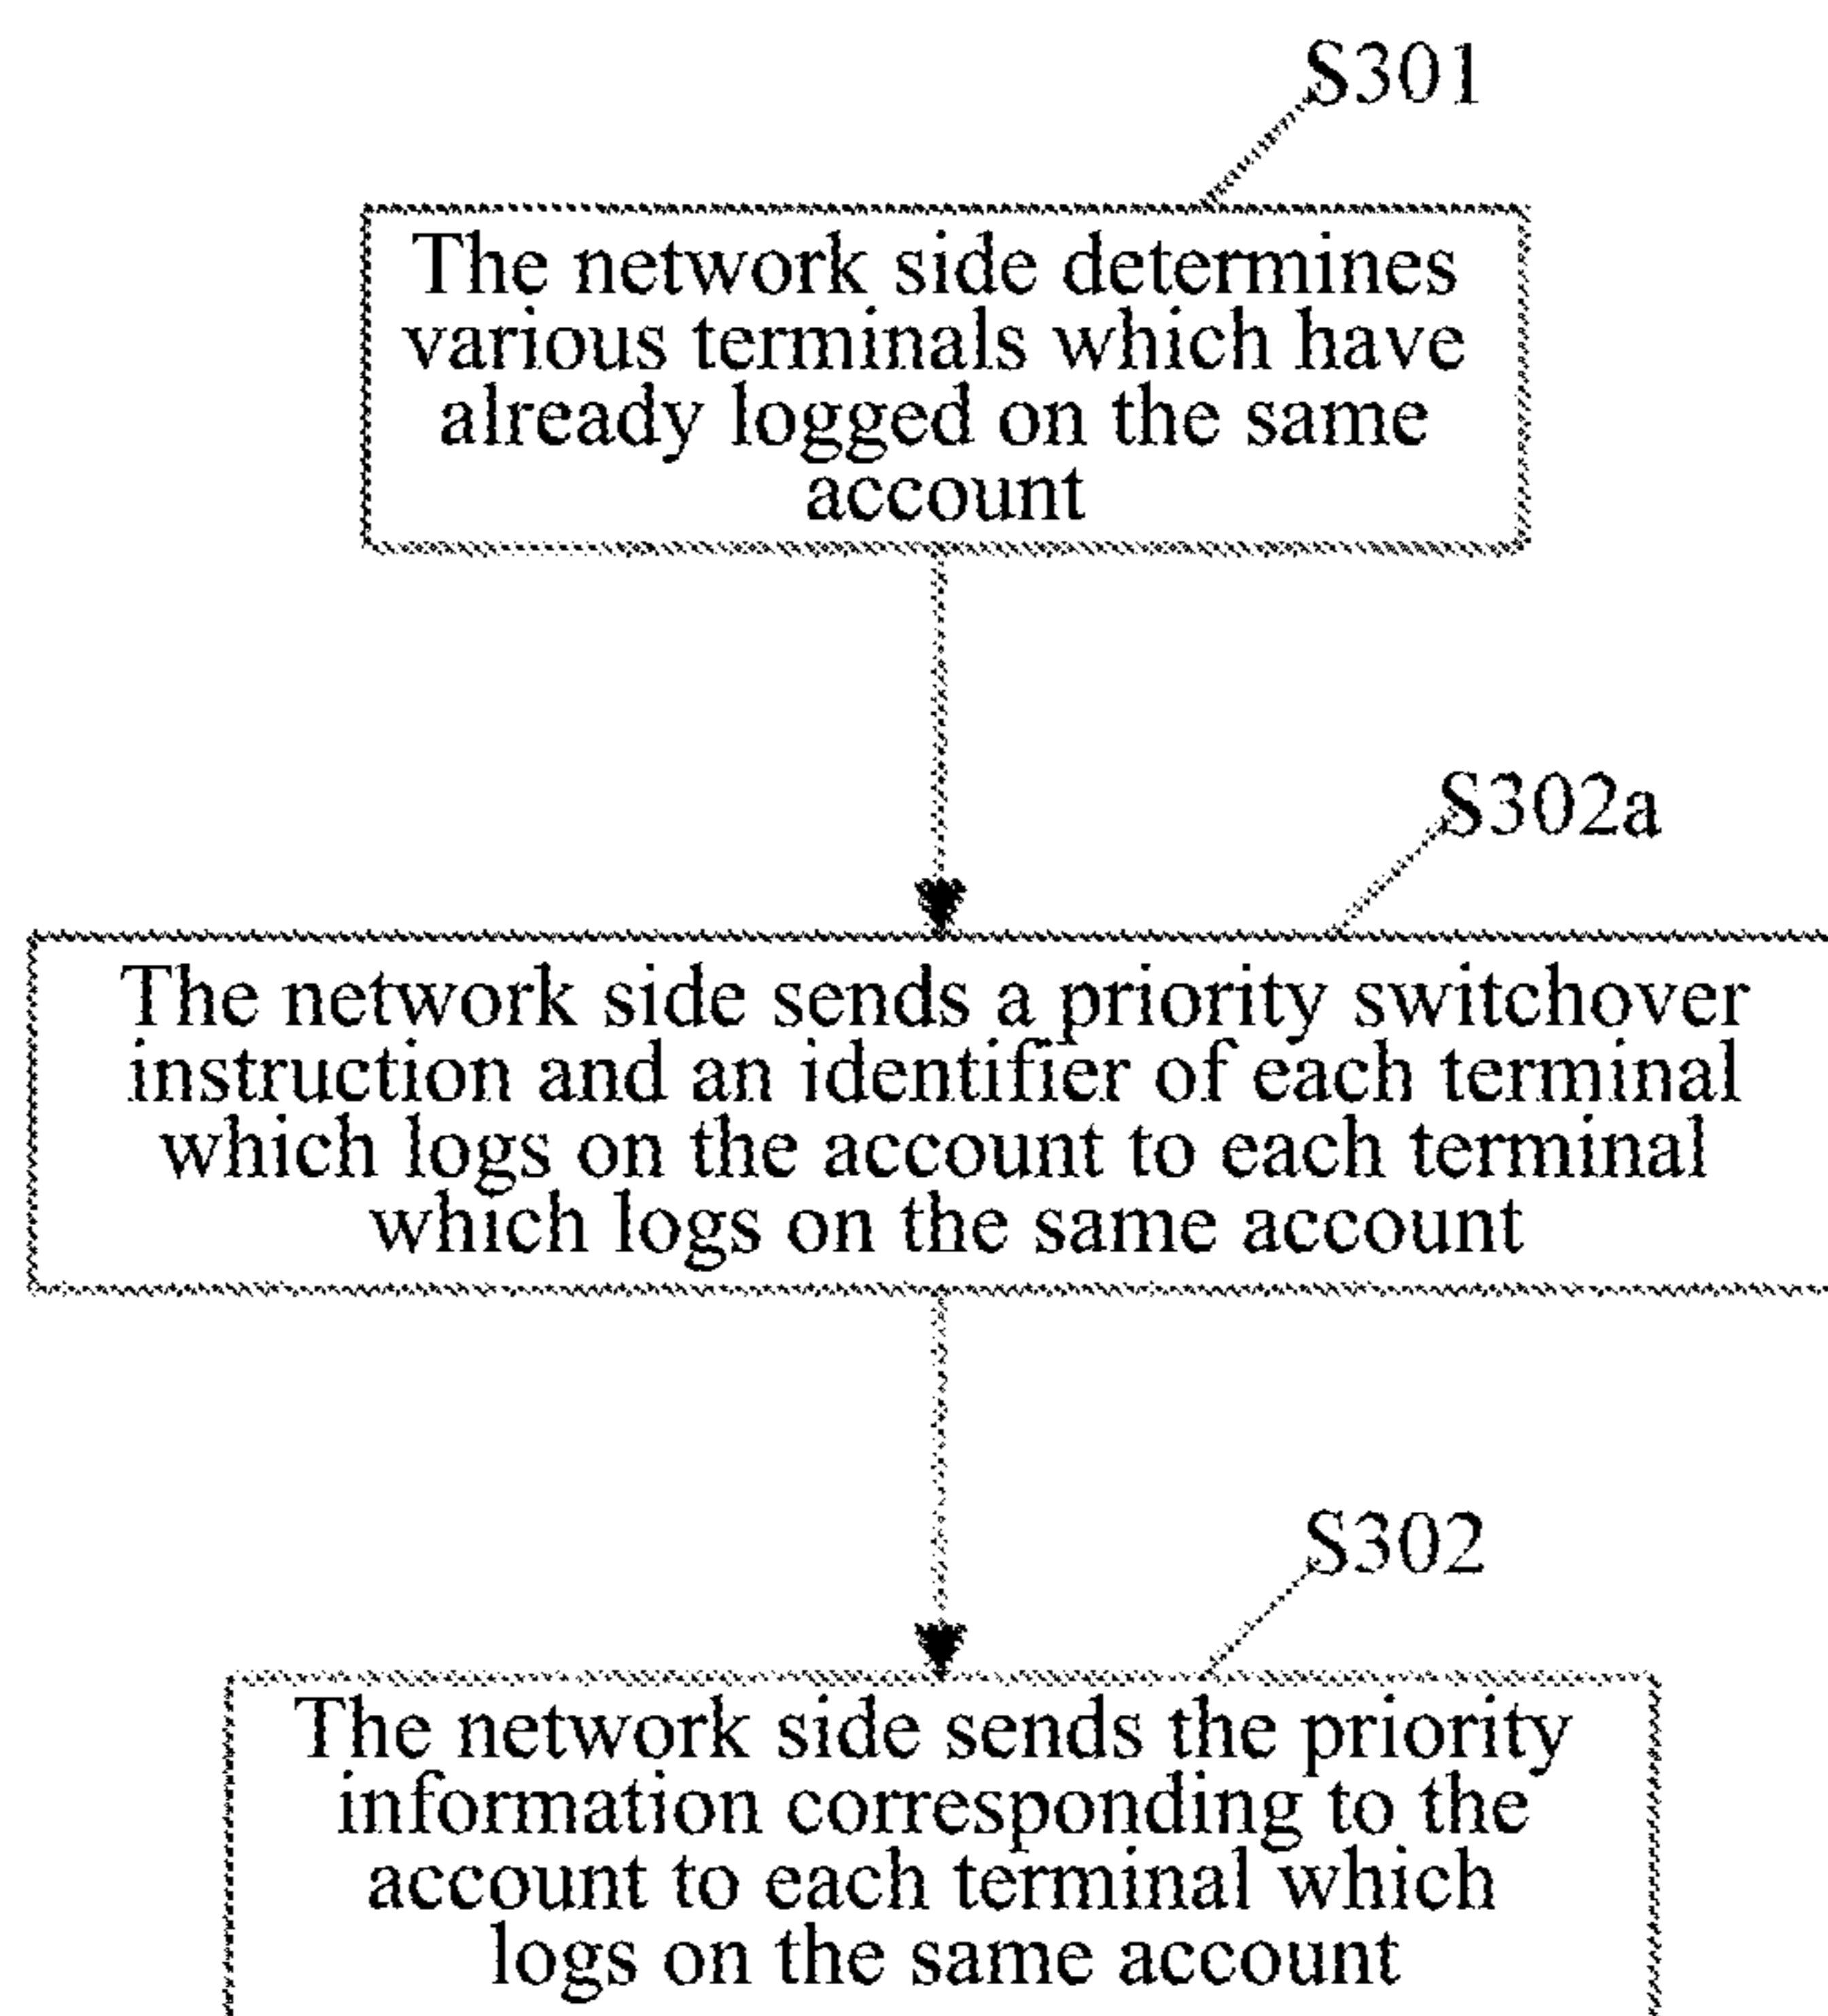 S301
The network side determines
various terminals which have
already logged on the same
account
S302a
The network side sends a priority switchover
instruction and an identifier of each terminal
which logs on the account to each terminal
which logs on the same account
S302
The network side sends the priority
information corresponding to the
account to each terminal which
logs on the same account